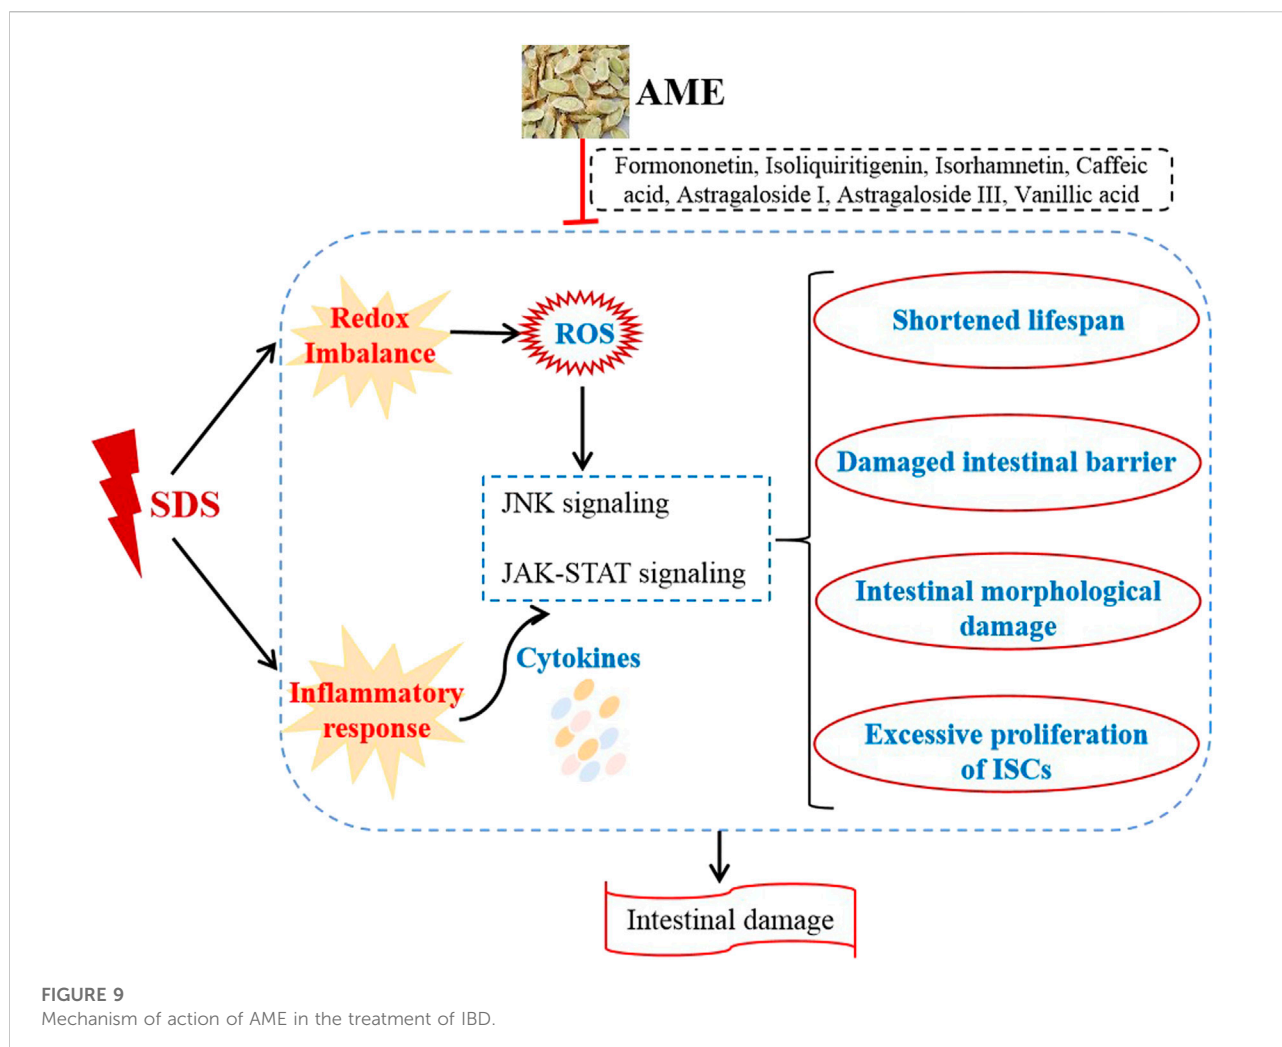 AME
Formononetin, Isoliquiritigenin, Isorhamnetin, Caffeic
acid, Astragaloside I, Astragaloside III, Vanillic acid
Redox
Imbalance
ROS
SDS
JNK signaling
JAK-STAT signaling
Inflammatory
response
Cytokines
Shortened lifespan
Damaged intestinal barrier
Intestinal morphological
damage
Excessive proliferation
of ISCs
Intestinal damage
FIGURE 9
Mechanism of action of AME in the treatment of IBD.